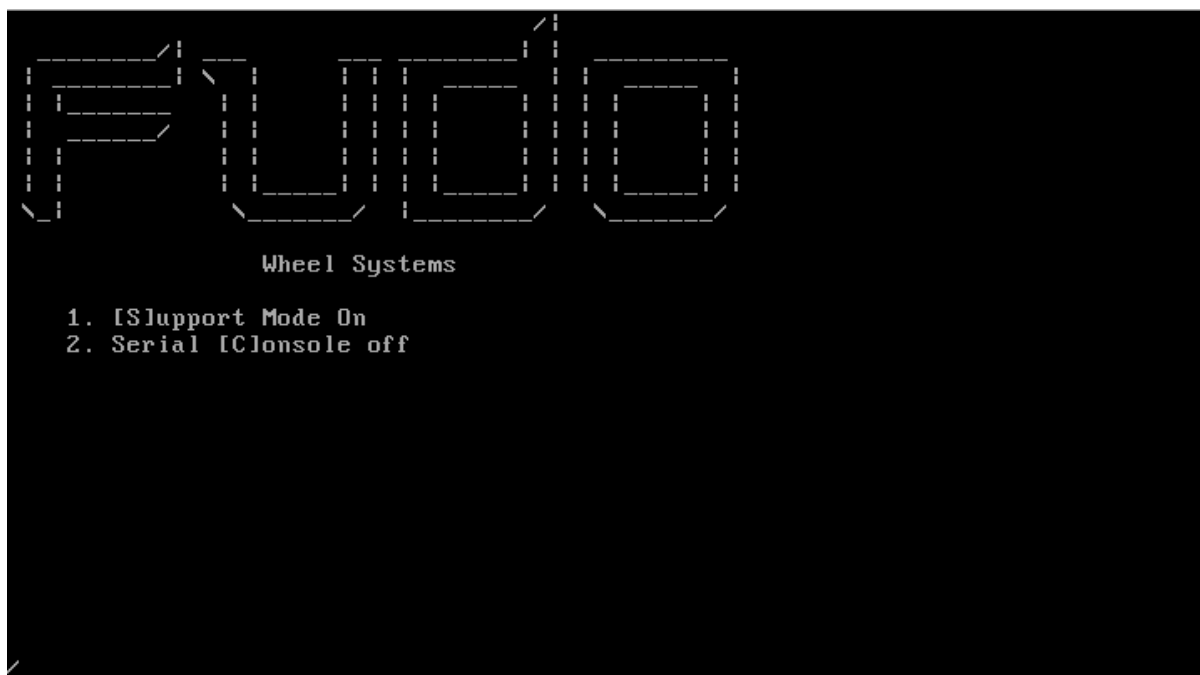 FUDO
Wheel Systems
1. [S]upport Mode On
2. Serial [C]onsole off
/